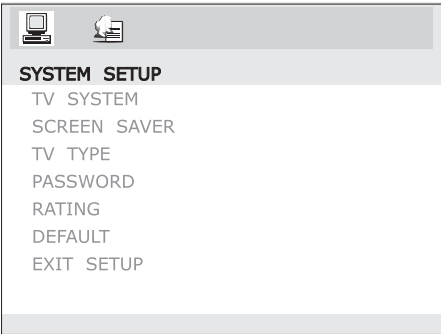 SYSTEM SETUP
TV SYSTEM
SCREEN SAVER
TV TYPE
PASSWORD
RATING
DEFAULT
EXIT SETUP